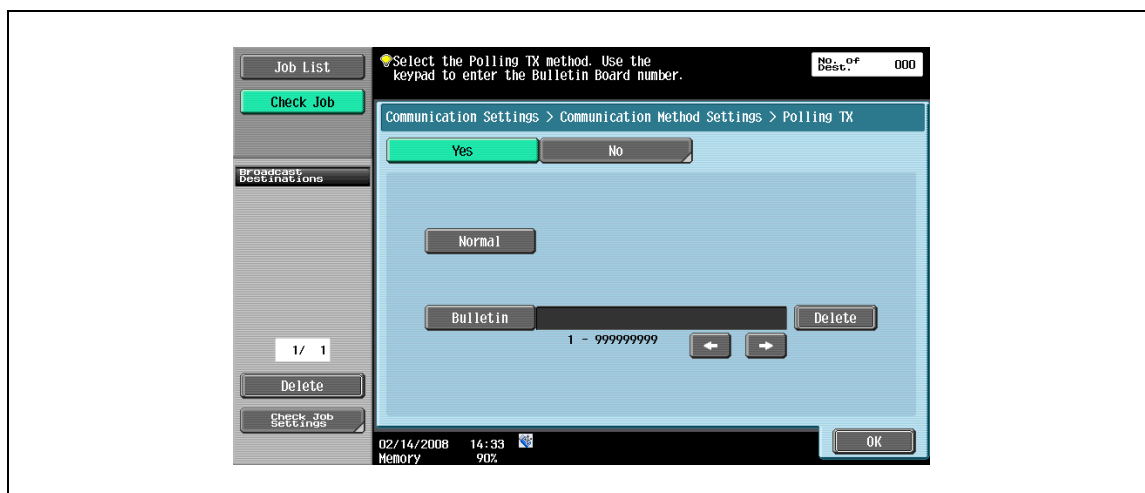 Job List
Check Job
Broadcast
Destinations
1/ 1
Delete
Check Job
Settings
Select the Polling TX method. Use the
keypad to enter the Bulletin Board number.
No. of
Dest.
000
Communication Settings > Communication Method Settings > Polling TX
Yes
No
Normal
Bulletin
Delete
1 - 999999999
OK
02/14/2008 14:33
Memory 90%